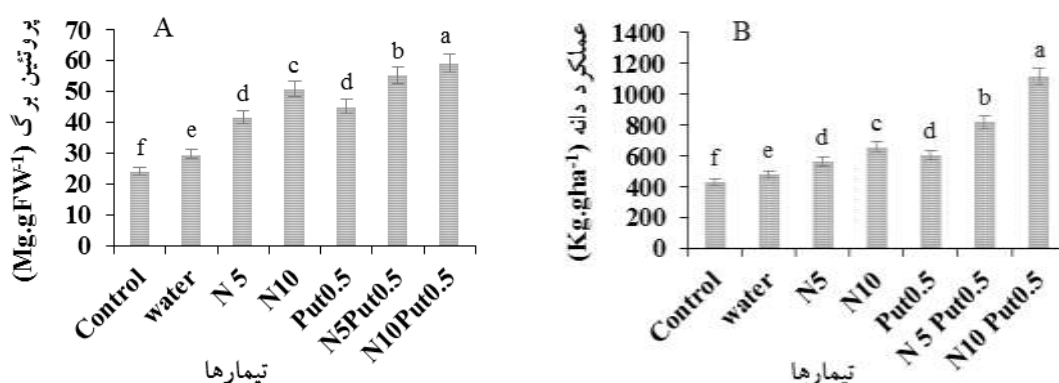 A
پروتئین برگ (Mg.gFW-1)
70
60
50
40
30
20
10
0
f
e
d
c
d
b
a
Control
water
N 5
N10
Put0.5
N5Put0.5
N10Put0.5
تیمارها
B
عملکرد دانه (Kg.gha-1)
1400
1200
1000
800
600
400
200
0
f
e
d
c
d
b
a
Control
water
N5
N10
Put0.5
N 5 Put0.5
N10 Put0.5
تیمارها